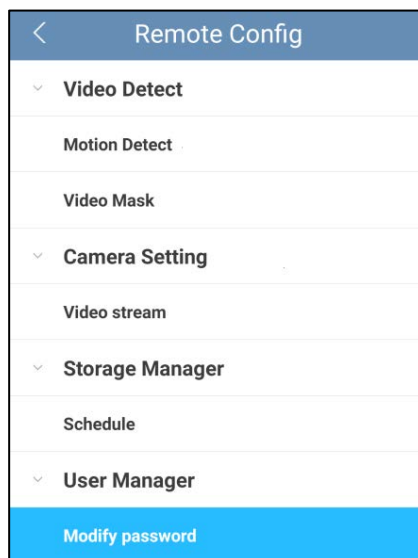 Remote Config
Video Detect
Motion Detect
Video Mask
Camera Setting
Video stream
Storage Manager
Schedule
User Manager
Modify password